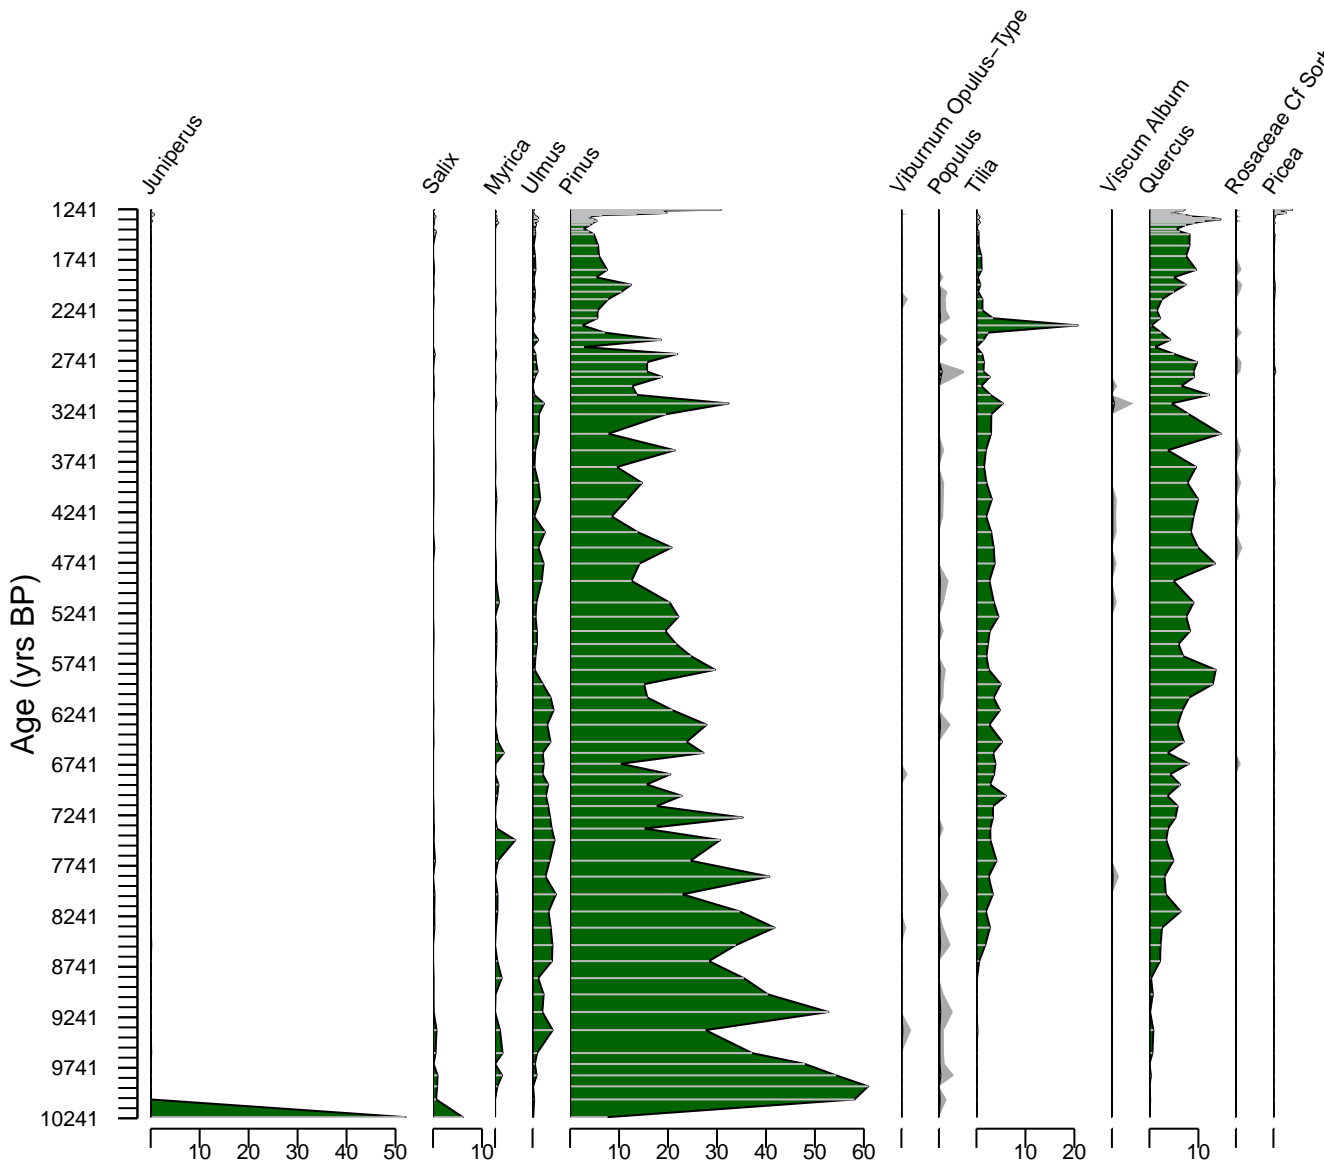 Juniperus
Salix
Myrica
Ulmus
Pinus
Viburnum Opulus−Type
Populus
Tilia
Viscum Album
Quercus
Rosaceae Cf Sorb
Picea
Age (yrs BP)
1241
1741
2241
2741
3241
3741
4241
4741
5241
5741
6241
6741
7241
7741
8241
8741
9241
9741
10241
10 20 30 40 50
10
10 20 30 40 50 60
10 20
10